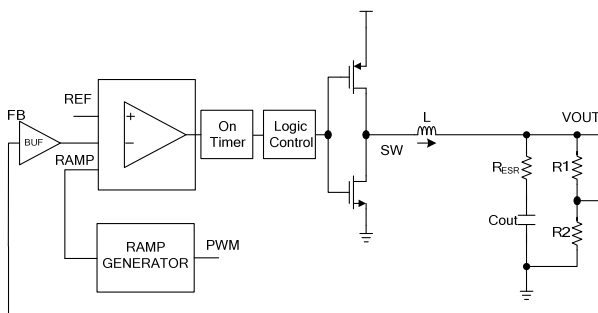 FB
BUF
REF
RAMP
+
−
On
Timer
Logic
Control
SW
L
VOUT
RESR
R1
Cout
R2
RAMP
GENERATOR
PWM